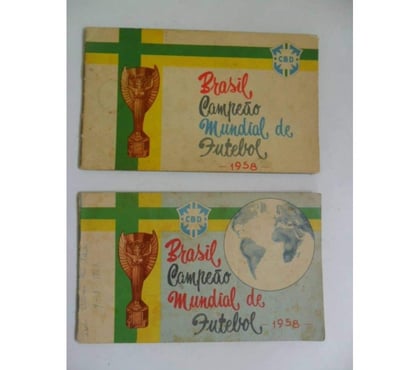 CBD
Brasil
Campeão
Mundial de
Futebol
- 1958 -
CBD
Brasil
Campeão
Mundial de
Futebol - 1958 -